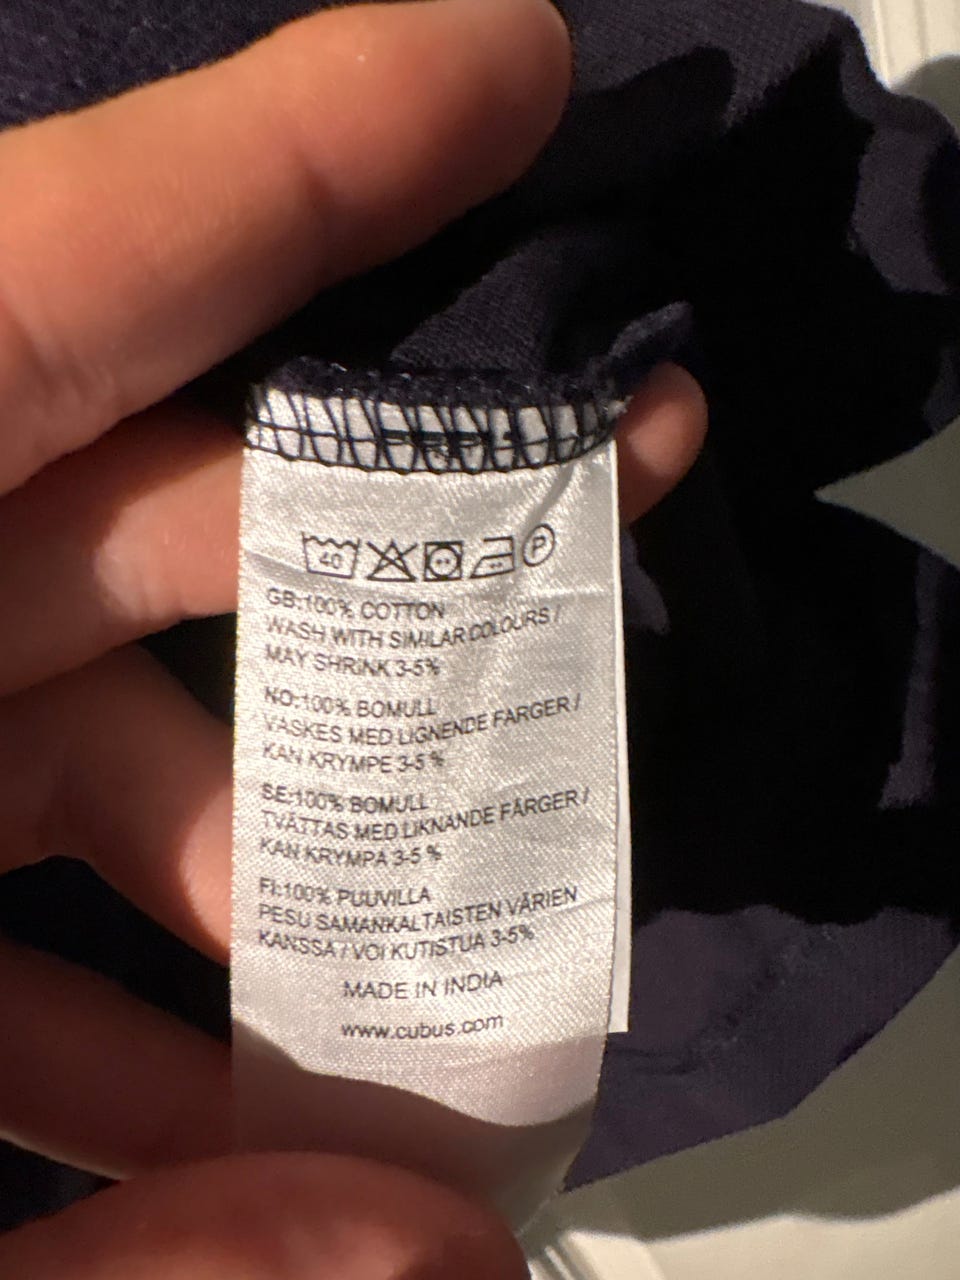 40 P
GB:100% COTTON
WASH WITH SIMILAR COLOURS /
MAY SHRINK 3-5%
NO:100% BOMULL
VASKES MED LIGNENDE FARGER /
KAN KRYMPE 3-5 %
SE:100% BOMULL
TVÄTTAS MED LIKNANDE FÄRGER /
KAN KRYMPA 3-5 %
FI:100% PUUVILLA
PESU SAMANKALTAISTEN VÄRIEN
KANSSA / VOI KUTISTUA 3-5%
MADE IN INDIA
www.cubus.com